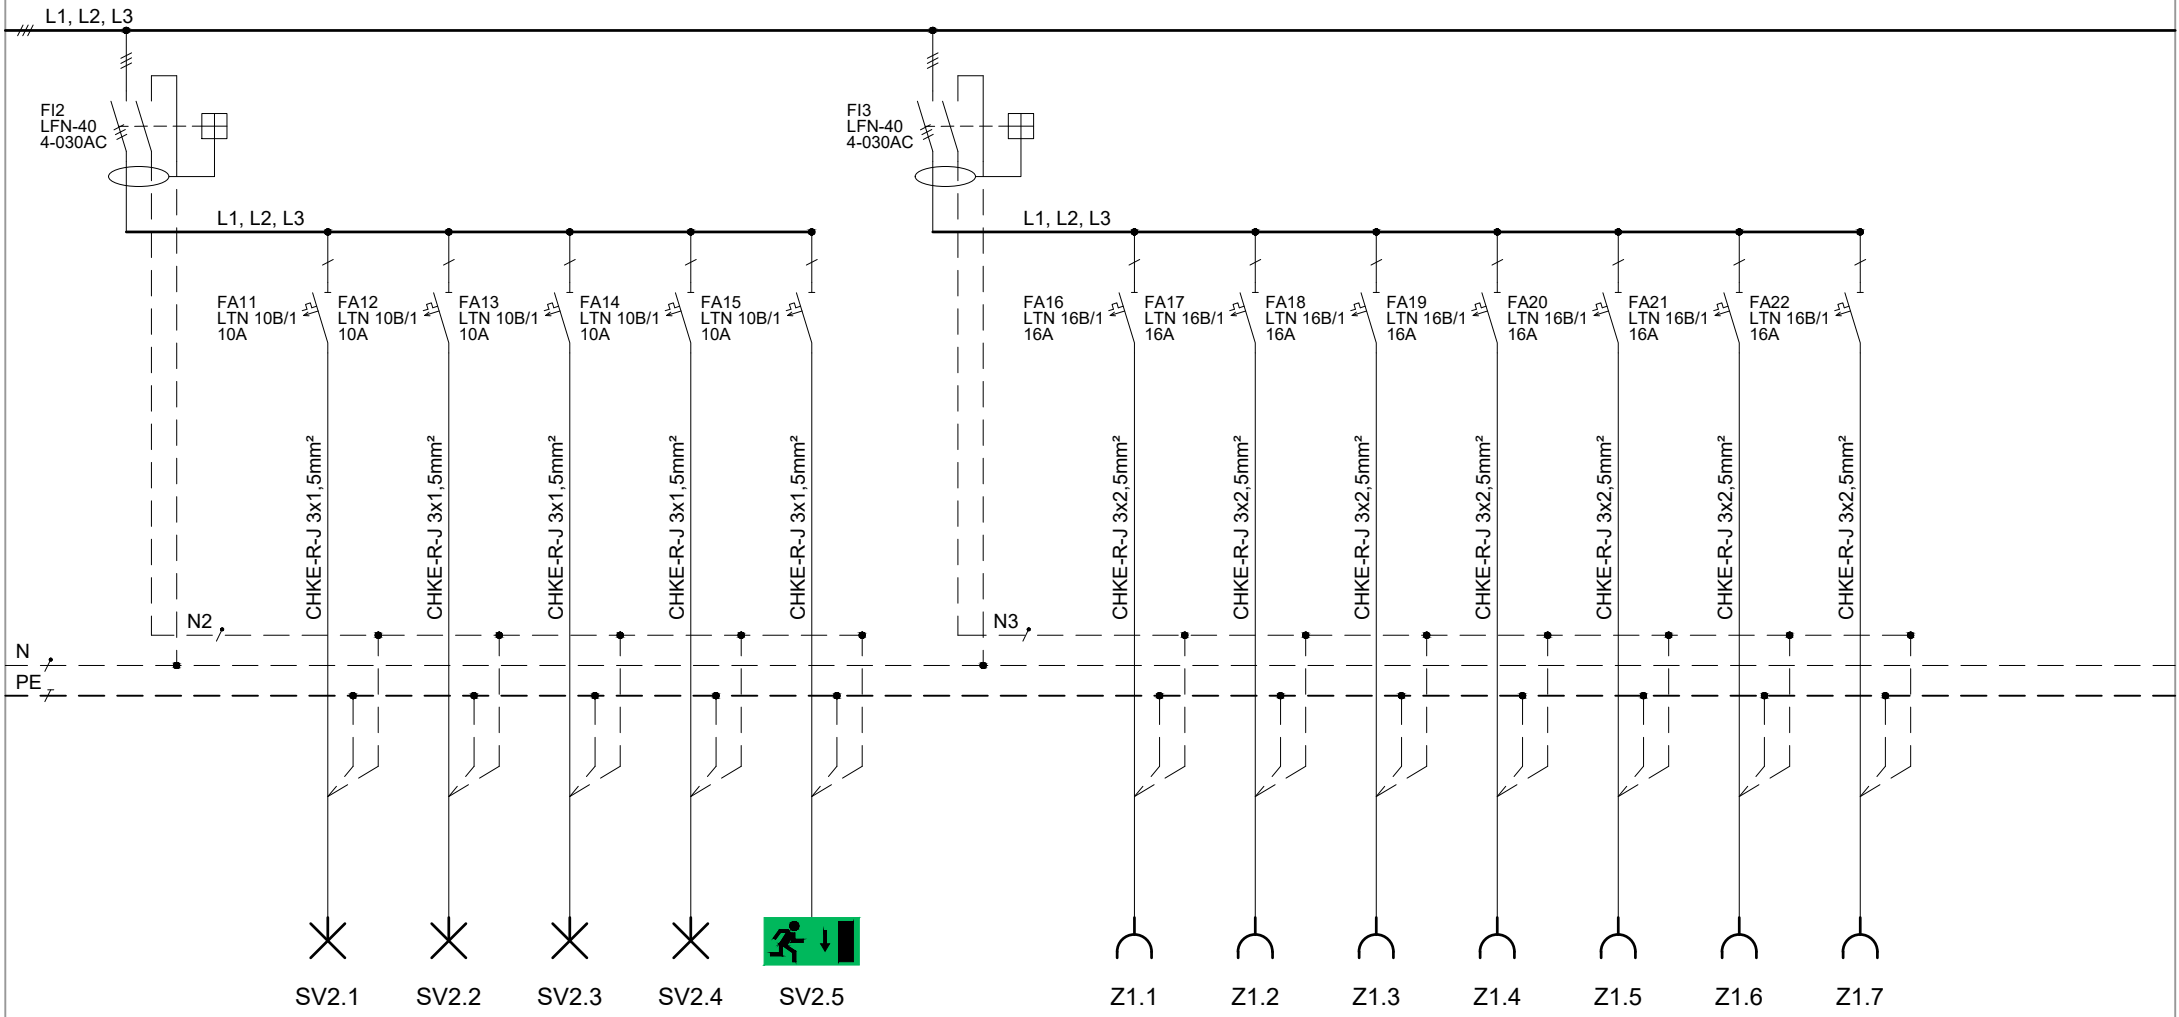 L1, L2, L3
FI2
LFN-40
4-030AC
FI3
LFN-40
4-030AC
L1, L2, L3
L1, L2, L3
FA11
LTN 10B/1
10A
FA12
LTN 10B/1
10A
FA13
LTN 10B/1
10A
FA14
LTN 10B/1
10A
FA15
LTN 10B/1
10A
FA16
LTN 16B/1
16A
FA17
LTN 16B/1
16A
FA18
LTN 16B/1
16A
FA19
LTN 16B/1
16A
FA20
LTN 16B/1
16A
FA21
LTN 16B/1
16A
FA22
LTN 16B/1
16A
CHKE-R-J 3x1,5mm²
CHKE-R-J 3x1,5mm²
CHKE-R-J 3x1,5mm²
CHKE-R-J 3x1,5mm²
CHKE-R-J 3x1,5mm²
CHKE-R-J 3x2,5mm²
CHKE-R-J 3x2,5mm²
CHKE-R-J 3x2,5mm²
CHKE-R-J 3x2,5mm²
CHKE-R-J 3x2,5mm²
CHKE-R-J 3x2,5mm²
CHKE-R-J 3x2,5mm²
N2
N3
N
PE
SV2.1
SV2.2
SV2.3
SV2.4
SV2.5
Z1.1
Z1.2
Z1.3
Z1.4
Z1.5
Z1.6
Z1.7